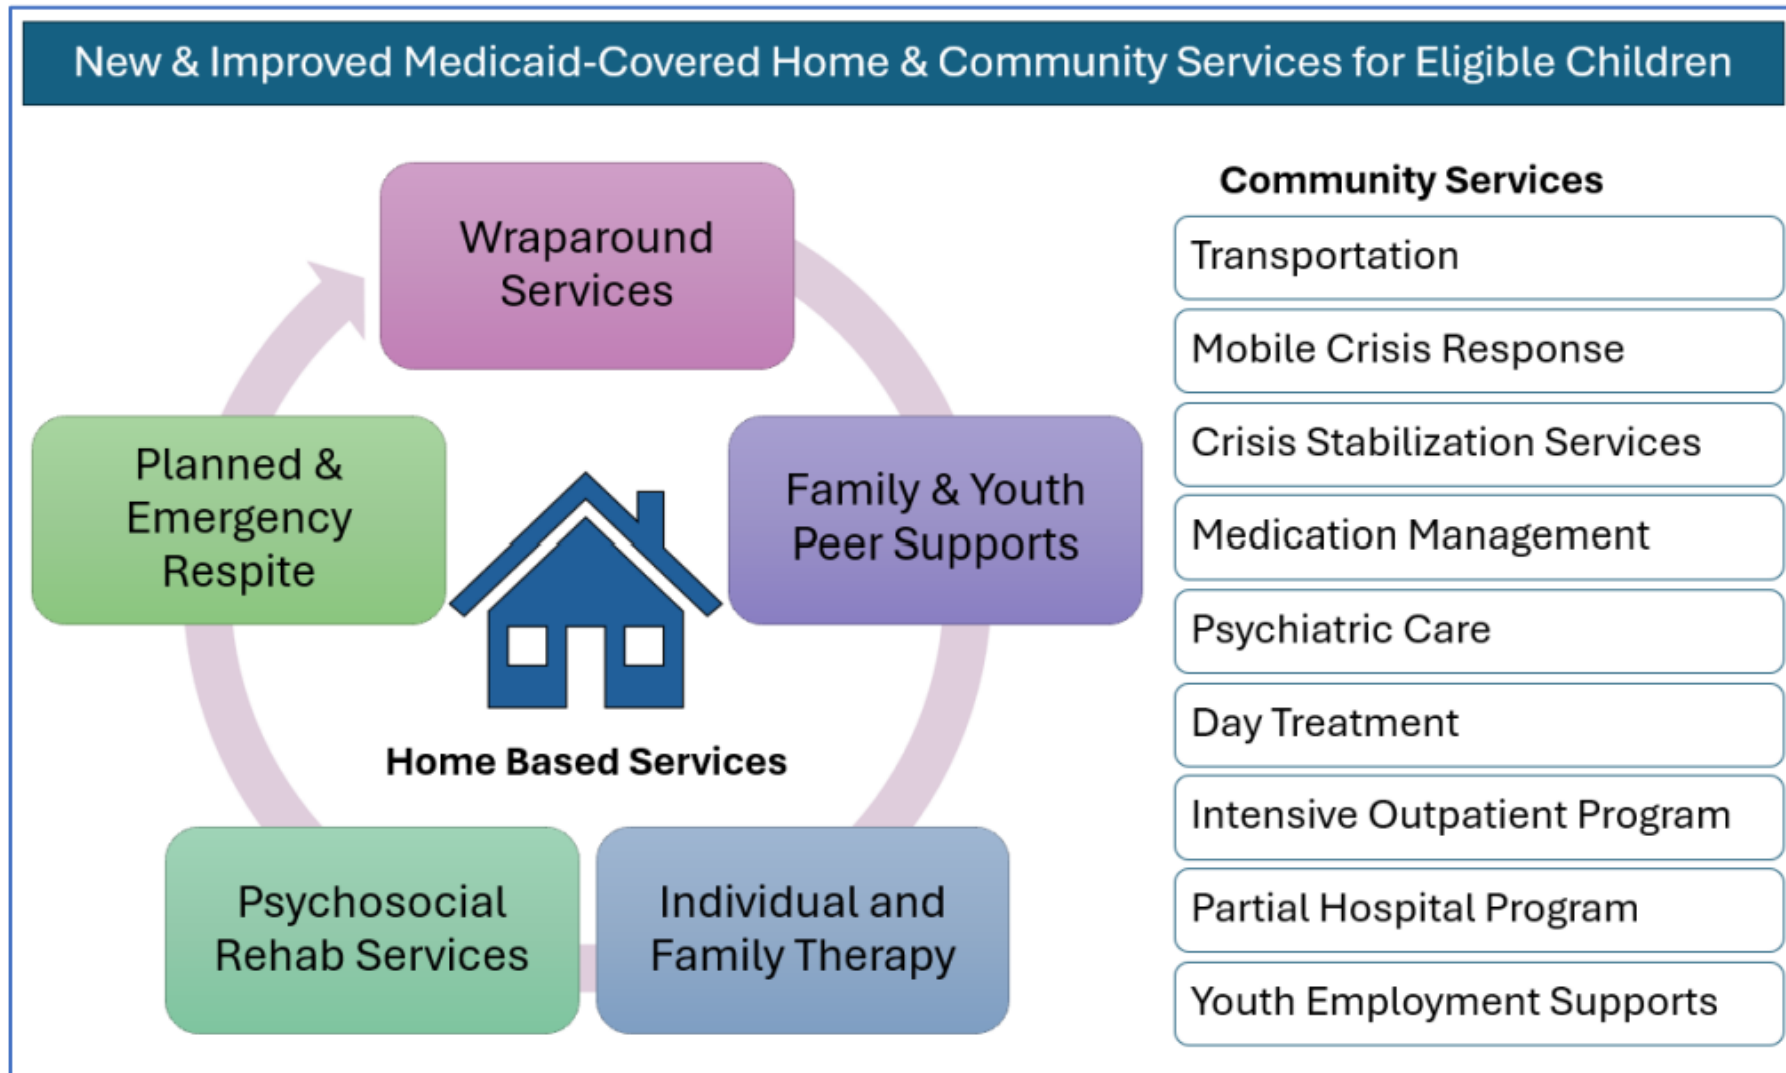 New & Improved Medicaid-Covered Home & Community Services for Eligible Children
Wraparound
Services
Family & Youth
Peer Supports
Individual and
Family Therapy
Psychosocial
Rehab Services
Planned &
Emergency
Respite
Home Based Services
Community Services
Transportation
Mobile Crisis Response
Crisis Stabilization Services
Medication Management
Psychiatric Care
Day Treatment
Intensive Outpatient Program
Partial Hospital Program
Youth Employment Supports